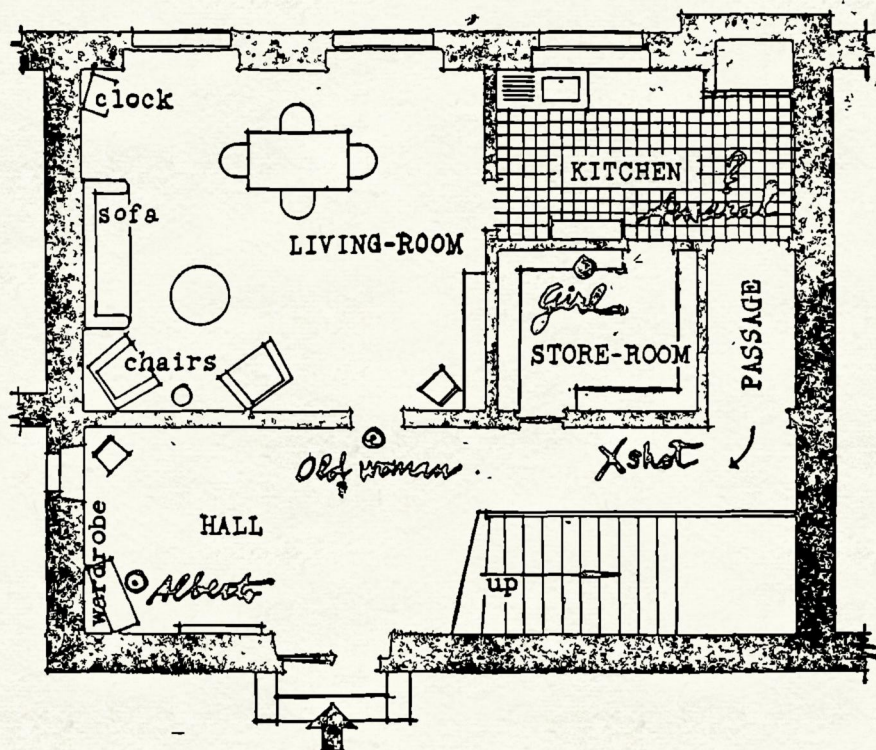 clock
KITCHEN
?
sofa
LIVING-ROOM
Girl
PASSAGE
STORE-ROOM
chairs
Old woman
X shot
HALL
wardrobe
Albert
up